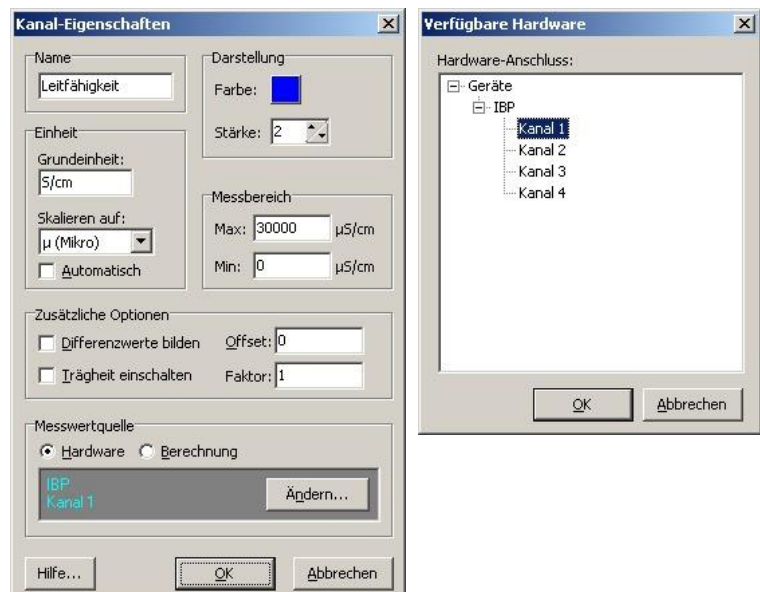 Kanal-Eigenschaften
Name
Leitfähigkeit
Darstellung
Farbe:
Stärke: 2
Einheit
Grundeinheit:
S/cm
Skalieren auf:
µ (Mikro)
Automatisch
Messbereich
Max: 30000 µS/cm
Min: 0 µS/cm
Zusätzliche Optionen
Differenzwerte bilden Offset: 0
Trägheit einschalten Faktor: 1
Messwertquelle
Hardware Berechnung
IBP
Kanal 1
Ändern...
Hilfe... OK Abbrechen
Verfügbare Hardware
Hardware-Anschluss:
Geräte
IBP
Kanal 1
Kanal 2
Kanal 3
Kanal 4
OK Abbrechen